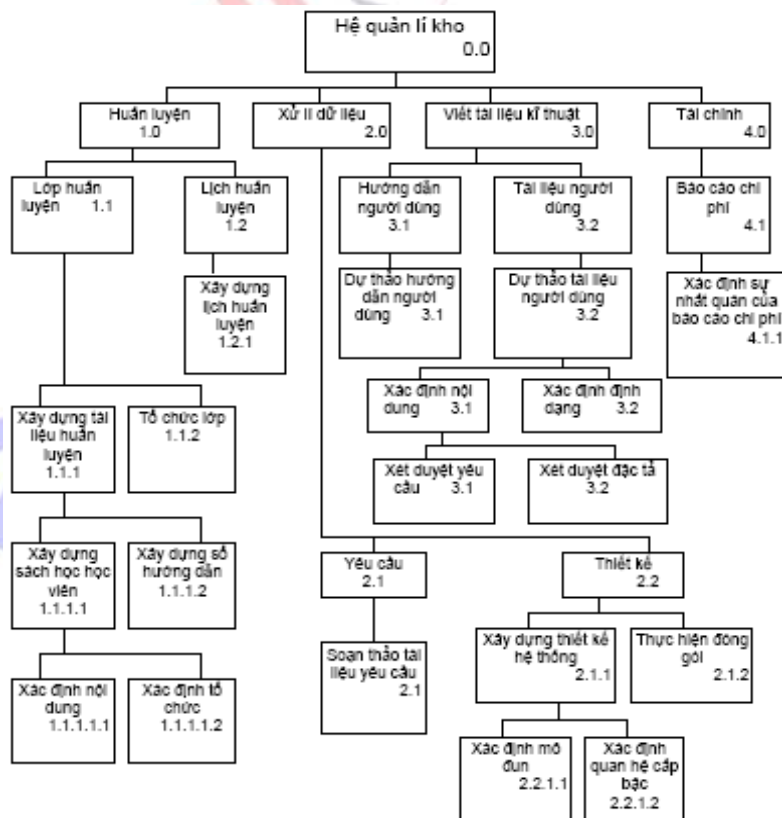 Hệ quản lí kho
0.0
Huấn luyện
1.0
Xử lí dữ liệu
2.0
Viết tài liệu kĩ thuật
3.0
Tài chính
4.0
Lớp huấn
luyện 1.1
Lịch huấn
luyện
1.2
Hướng dẫn
người dùng
3.1
Tài liệu người
dùng
3.2
Báo cáo chi
phí
4.1
Xây dựng
lịch huấn
luyện
1.2.1
Dự thảo hướng
dẫn người
dùng 3.1
Dự thảo tài liệu
người dùng
3.2
Xác định sự
nhất quán của
báo cáo chi phí
4.1.1
Xây dựng tài
liệu huấn
luyện
1.1.1
Tổ chức lớp
1.1.2
Xác định nội
dung 3.1
Xác định định
dạng 3.2
Xét duyệt yêu
cầu 3.1
Xét duyệt đặc tả
3.2
Xây dựng
sách học học
viên
1.1.1.1
Xây dựng sổ
hướng dẫn
1.1.1.2
Yêu cầu
2.1
Thiết kế
2.2
Soạn thảo tài
liệu yêu cầu
2.1
Xây dựng thiết kế
hệ thống
2.1.1
Thực hiện đóng
gói
2.1.2
Xác định nội
dung
1.1.1.1.1
Xác định tổ
chức
1.1.1.1.2
Xác định mô
đun
2.2.1.1
Xác định
quan hệ cấp
bậc
2.2.1.2